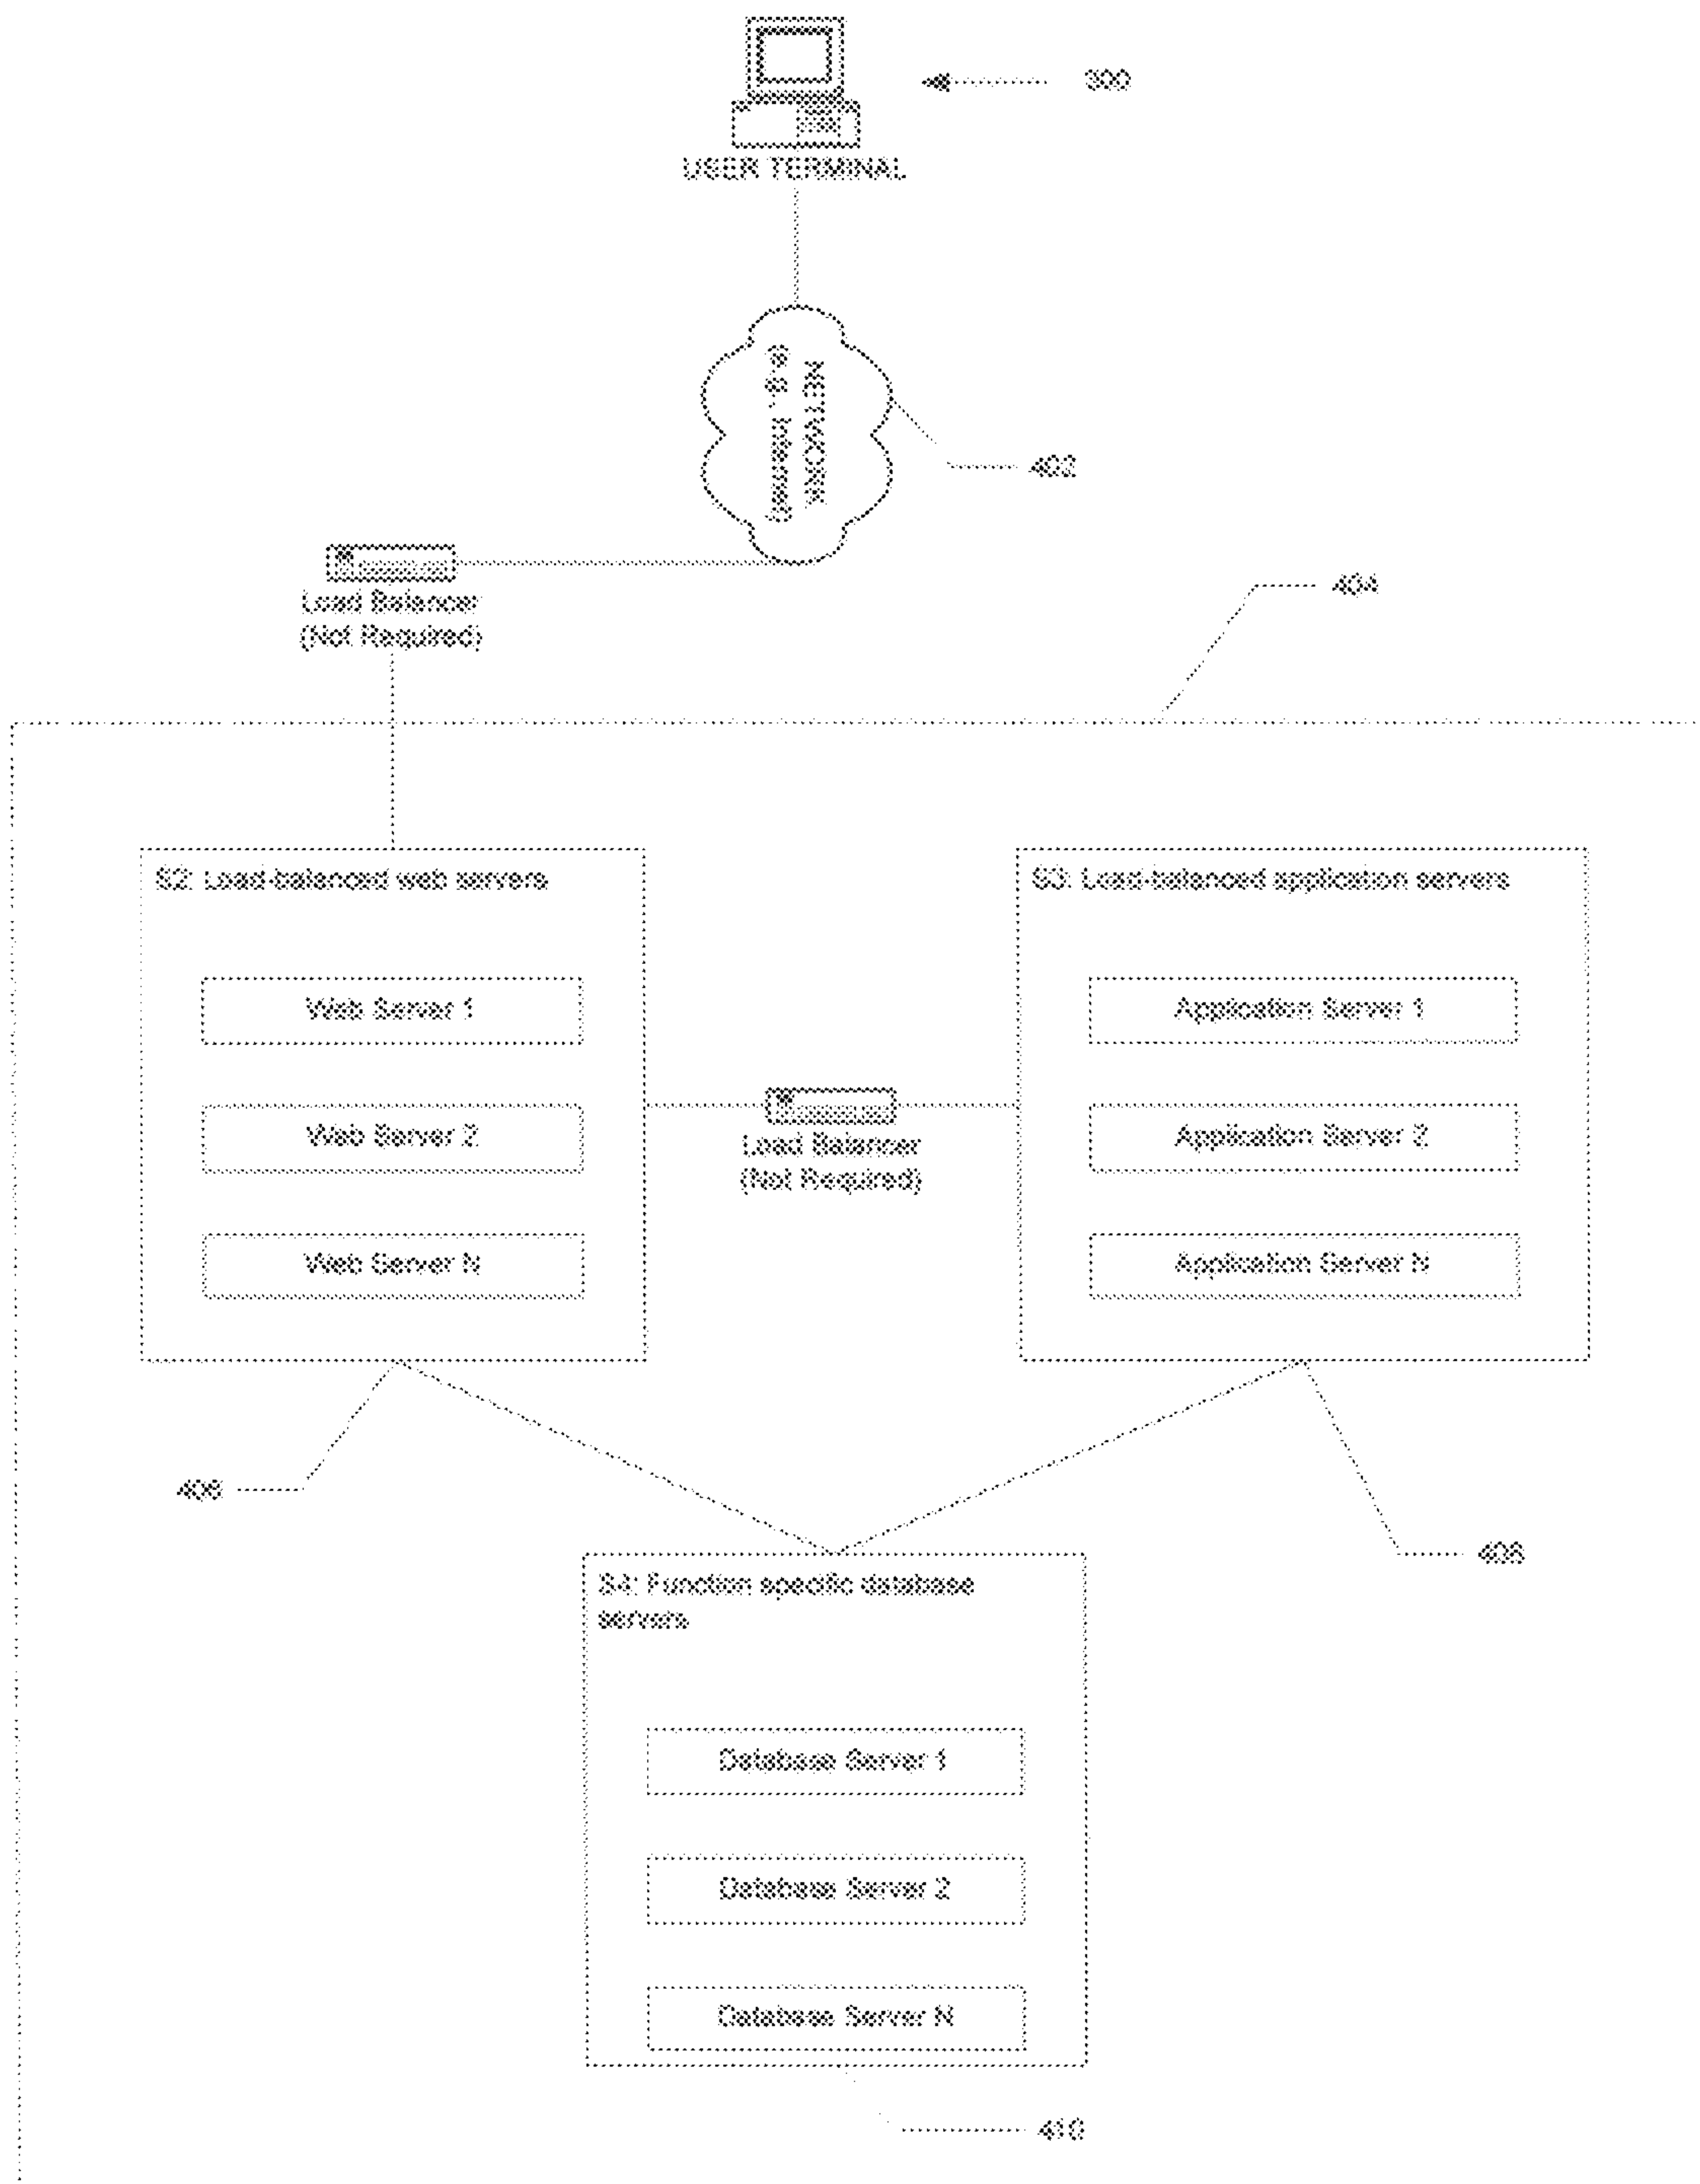 300
USER TERMINAL
NETWORK
(e.g., Internet)
402
Load Balancer
(Not Required)
404
S2: Load-balanced web servers
S3: Load-balanced application servers
Web Server 1
Application Server 1
Web Server 2
Load Balancer
(Not Required)
Application Server 2
Web Server N
Application Server N
406
408
S4: Function specific database
servers
Database Server 1
Database Server 2
Database Server N
410